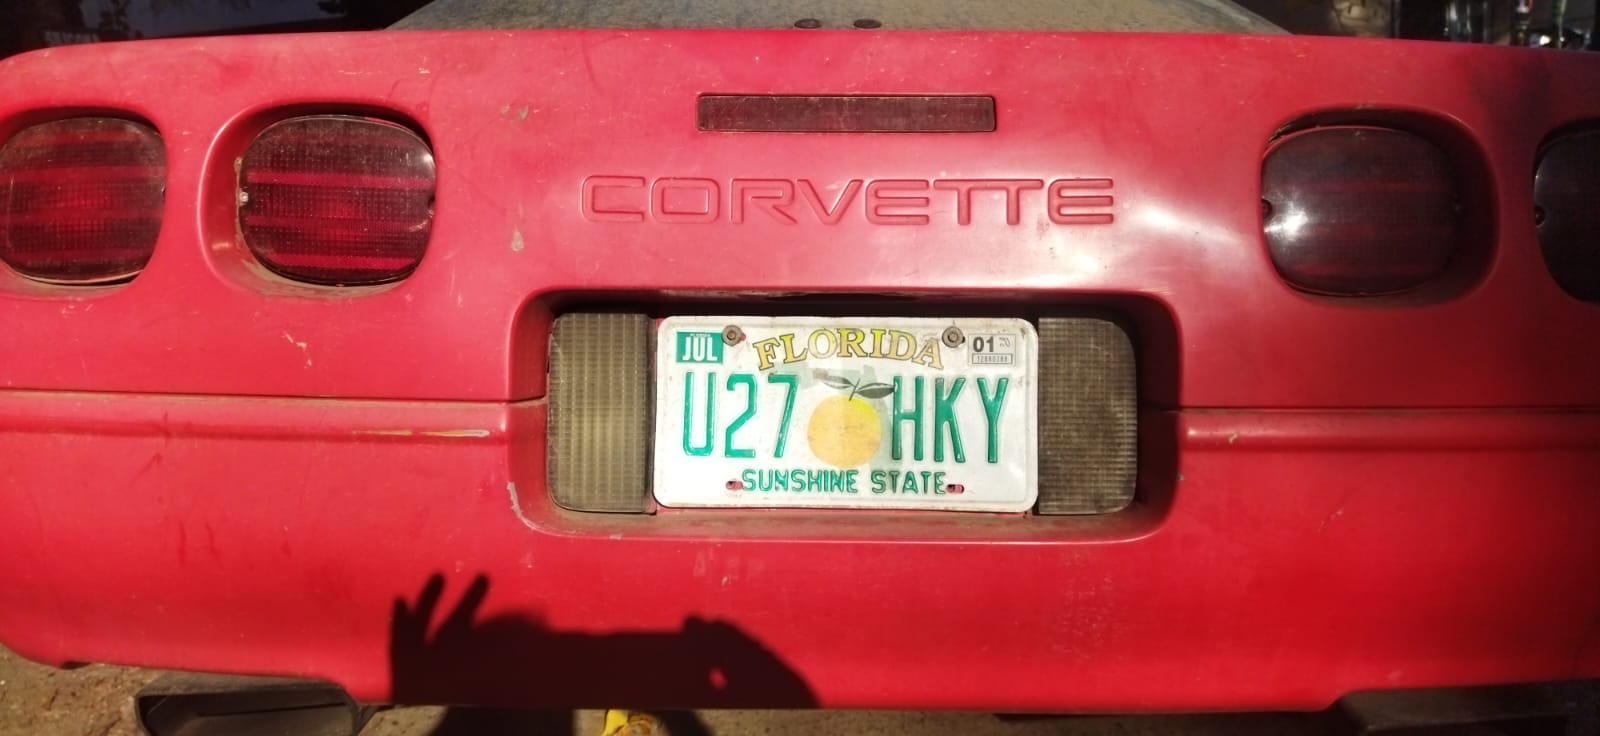 CORVETTE
JUL
FLORIDA
01
U27 HKY
SUNSHINE STATE